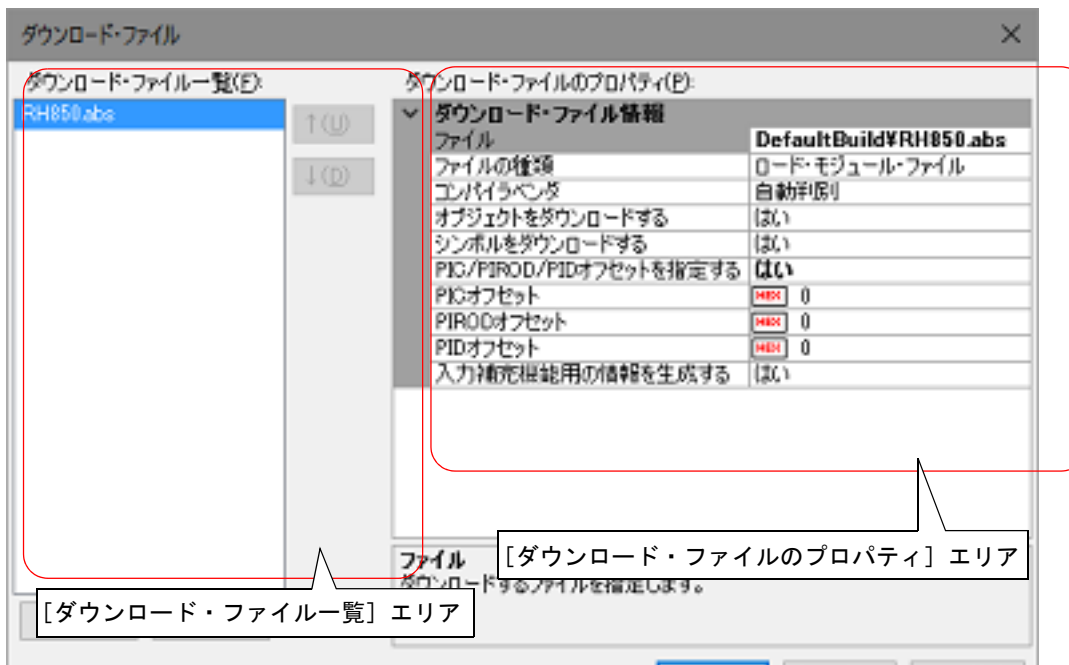 ダウンロード・ファイル
ダウンロード・ファイル一覧(F):
RH850.abs
↑(U)
↓(D)
ダウンロード・ファイルのプロパティ(P):
ダウンロード・ファイル情報
ファイル DefaultBuild¥RH850.abs
ファイルの種類 ロード・モジュール・ファイル
コンパイラベンダ 自動判別
オブジェクトをダウンロードする はい
シンボルをダウンロードする はい
PIC/PIROD/PIDオフセットを指定する はい
PICオフセット HEX 0
PIRODオフセット HEX 0
PIDオフセット HEX 0
入力補完機能用の情報を生成する はい
[ダウンロード・ファイルのプロパティ] エリア
ファイル
ダウンロードするファイルを指定します。
[ダウンロード・ファイル一覧] エリア